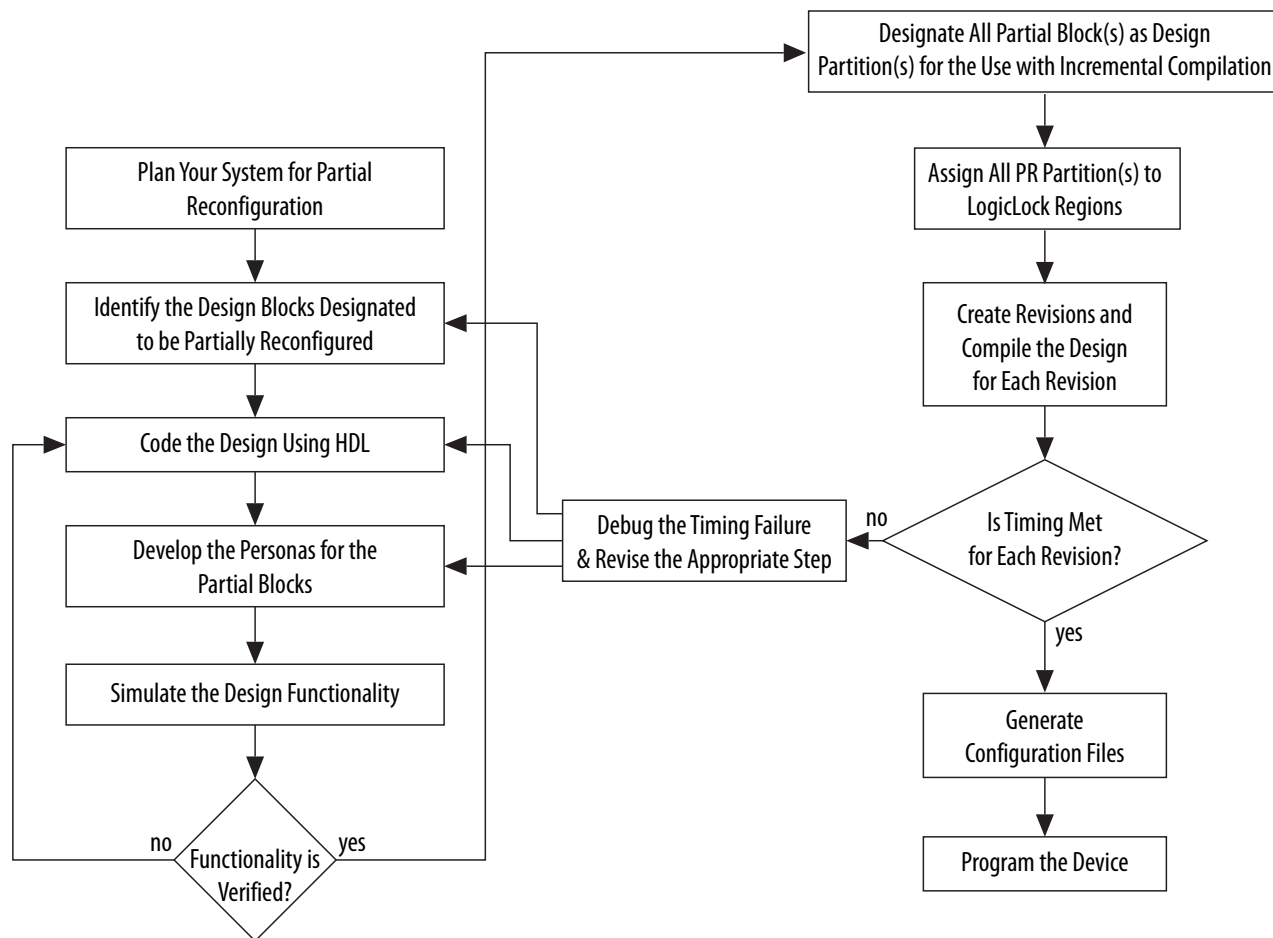 Plan Your System for Partial
Reconfiguration
Identify the Design Blocks Designated
to be Partially Reconfigured
Code the Design Using HDL
Develop the Personas for the
Partial Blocks
Simulate the Design Functionality
no
Functionality is
Verified?
yes
Designate All Partial Block(s) as Design
Partition(s) for the Use with Incremental Compilation
Assign All PR Partition(s) to
LogicLock Regions
Create Revisions and
Compile the Design
for Each Revision
Is Timing Met
for Each Revision?
no
Debug the Timing Failure
& Revise the Appropriate Step
yes
Generate
Configuration Files
Program the Device